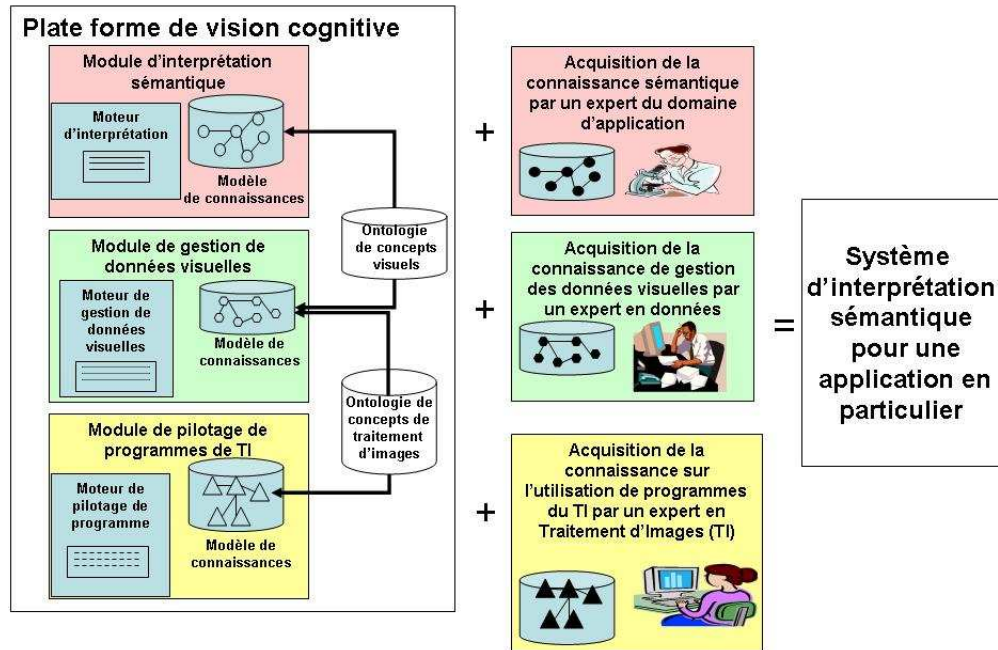 Plate forme de vision cognitive
Module d'interprétation
sémantique
Moteur
d'interprétation
Modèle
de connaissances
Ontologie
de concepts
visuels
Module de gestion de
données visuelles
Moteur de
gestion de
données
visuelles
Modèle de
connaissances
Ontologie de
concepts de
traitement
d'images
Module de pilotage de
programmes de TI
Moteur de
pilotage de
programme
Modèle de
connaissances
+
Acquisition de la
connaissance sémantique
par un expert du domaine
d'application
+
Acquisition de la
connaissance de gestion
des données visuelles par
un expert en données
+
Acquisition de la
connaissance sur
l'utilisation de programmes
du TI par un expert en
Traitement d'Images (TI)
=
Système
d'interprétation
sémantique
pour une
application en
particulier